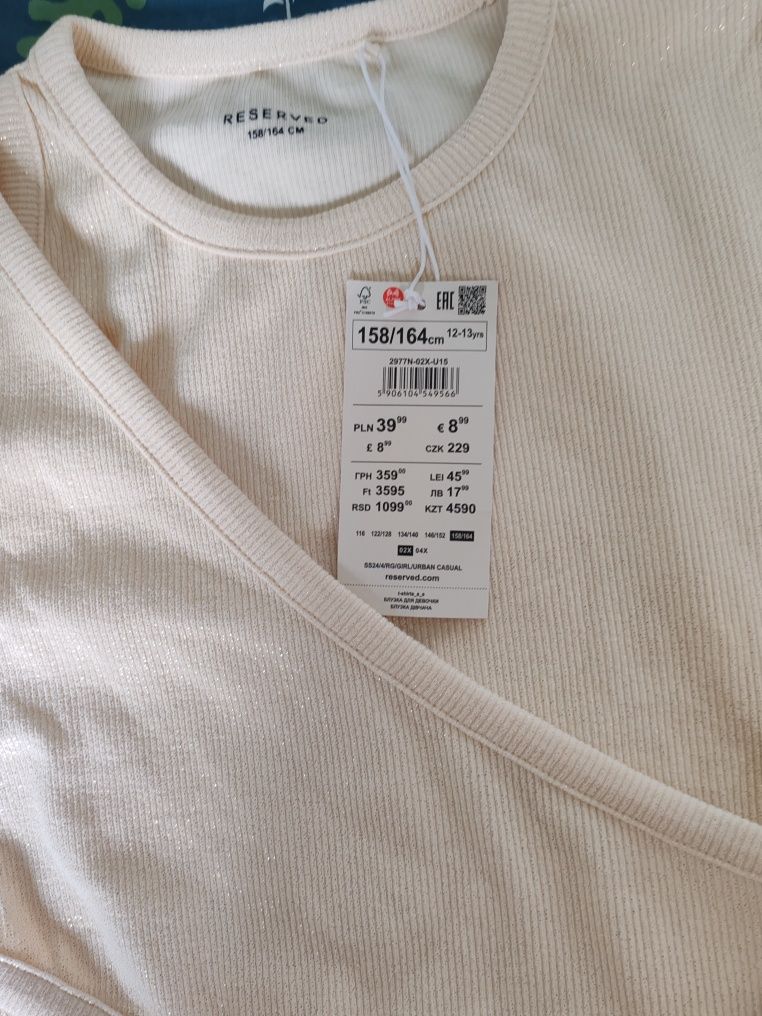 RESERVED
158/164 CM
FSC
EAC
158/164cm 12-13yrs
2977N-02X-U15
5 906104 549566
PLN 39⁹⁹ € 8⁹⁹
£ 8⁹⁹ CZK 229
ГРН 359⁰⁰ LEI 45⁹⁹
Ft 3595 ЛВ 17⁹⁹
RSD 1099⁰⁰ KZT 4590
116 122/128 134/140 146/152 158/164
02X 04X
SS24/4/RG/GIRL/URBAN CASUAL
reserved.com
t-shirts_a_a
БЛУЗКА ДЛЯ ДЕВОЧКИ
БЛУЗКА ДІВЧАЧА